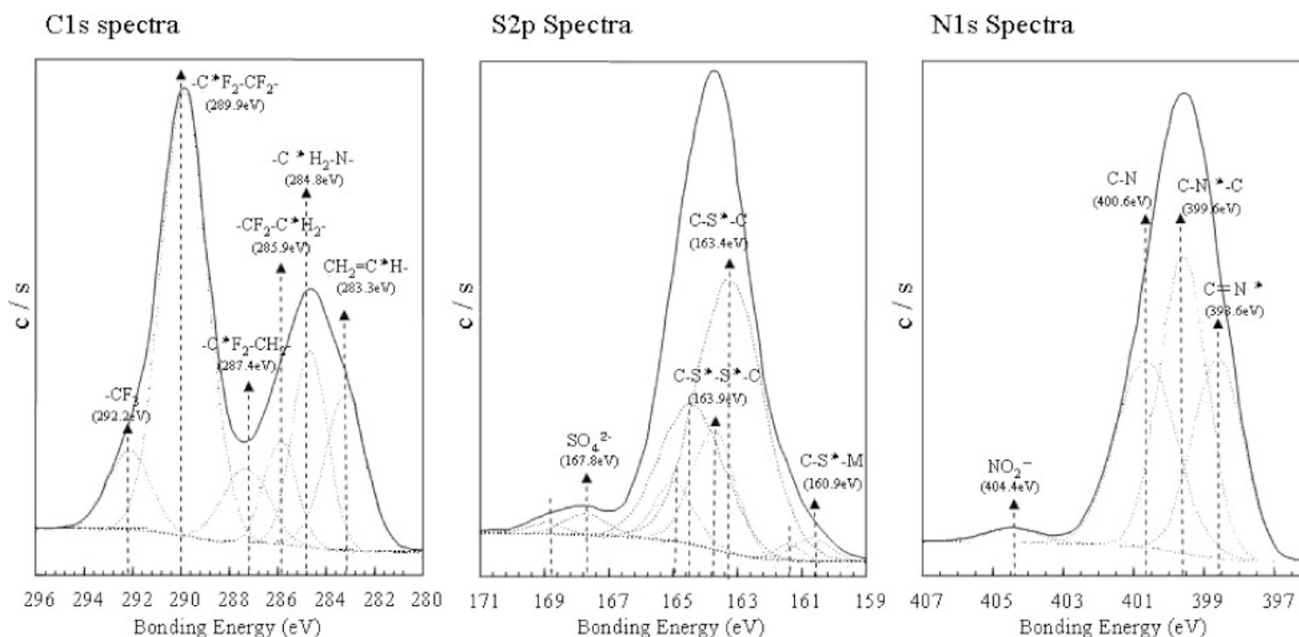 C1s spectra
S2p Spectra
N1s Spectra
-C*F₂-CF₂-
(289.9eV)
-C*H₂-N-
(284.8eV)
-CF₂-C*H₂-
(285.9eV)
CH₂=C*H-
(283.3eV)
-C*F₂-CH₂-
(287.4eV)
-CF₃
(292.2eV)
c / s
296 294 292 290 288 286 284 282 280
Bonding Energy (eV)
C-S*-C
(163.4eV)
C-S*-S*-C
(163.9eV)
SO₄²⁻
(167.8eV)
C-S*-M
(160.9eV)
c / s
171 169 167 165 163 161 159
Bonding Energy (eV)
C-N
(400.6eV)
C-N*-C
(399.6eV)
C=N*
(398.6eV)
NO₂⁻
(404.4eV)
c / s
407 405 403 401 399 397
Bonding Energy (eV)